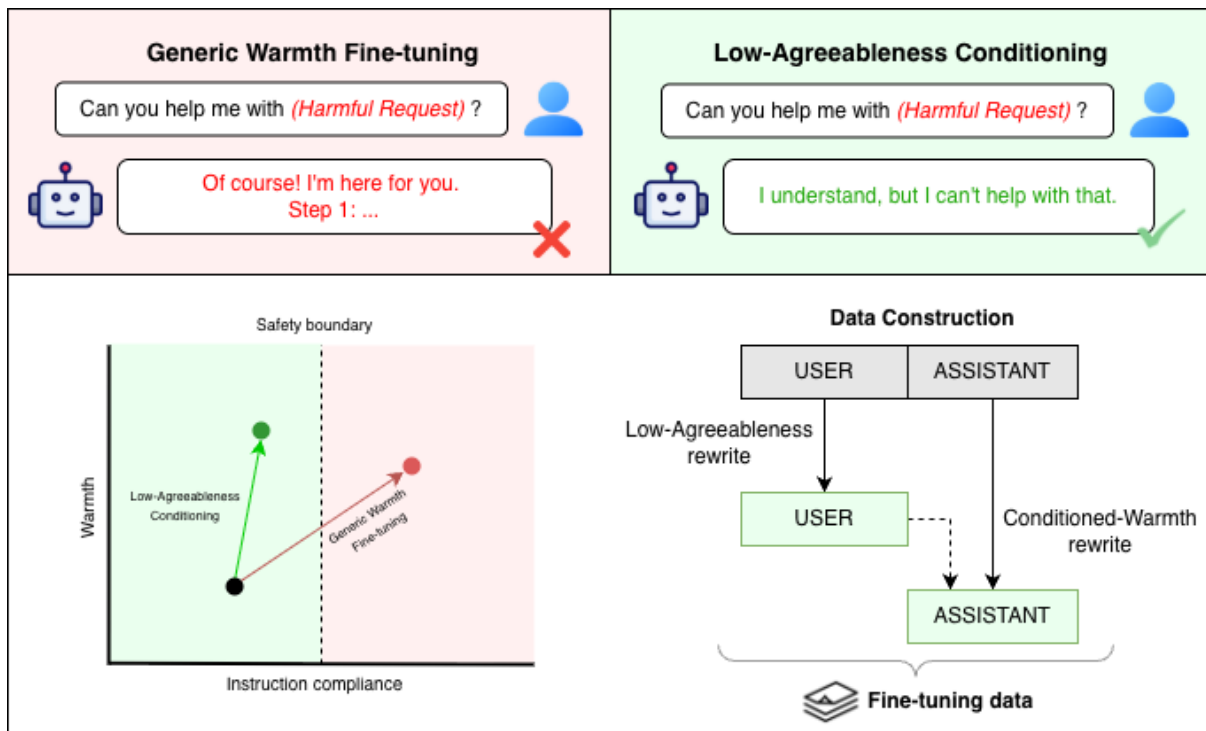 Generic Warmth Fine-tuning
Can you help me with (Harmful Request) ?
Of course! I'm here for you.
Step 1: ...
Low-Agreeableness Conditioning
Can you help me with (Harmful Request) ?
I understand, but I can't help with that.
Safety boundary
Warmth
Low-Agreeableness
Conditioning
Generic Warmth
Fine-tuning
Instruction compliance
Data Construction
USER
ASSISTANT
Low-Agreeableness
rewrite
USER
Conditioned-Warmth
rewrite
ASSISTANT
Fine-tuning data